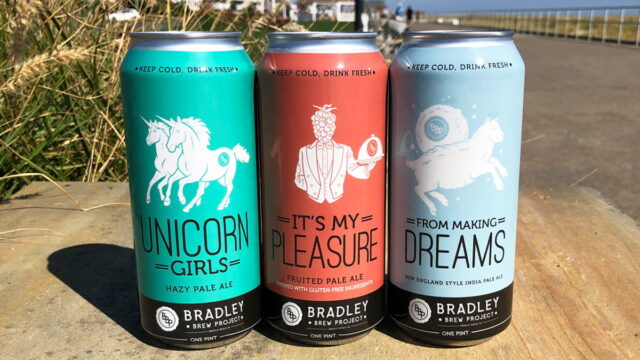 • KEEP COLD, DRINK FRESH •
UNICORN
GIRLS
HAZY PALE ALE
BRADLEY
BREW PROJECT
ONE PINT
• KEEP COLD, DRINK FRESH •
IT'S MY
PLEASURE
FRUITED PALE ALE
BREWED WITH GLUTEN-FREE INGREDIENTS
BRADLEY
BREW PROJECT
ONE PINT
• KEEP COLD, DRINK FRESH •
FROM MAKING
DREAMS
NEW ENGLAND STYLE INDIA PALE ALE
BRADLEY
BREW PROJECT
ONE PINT